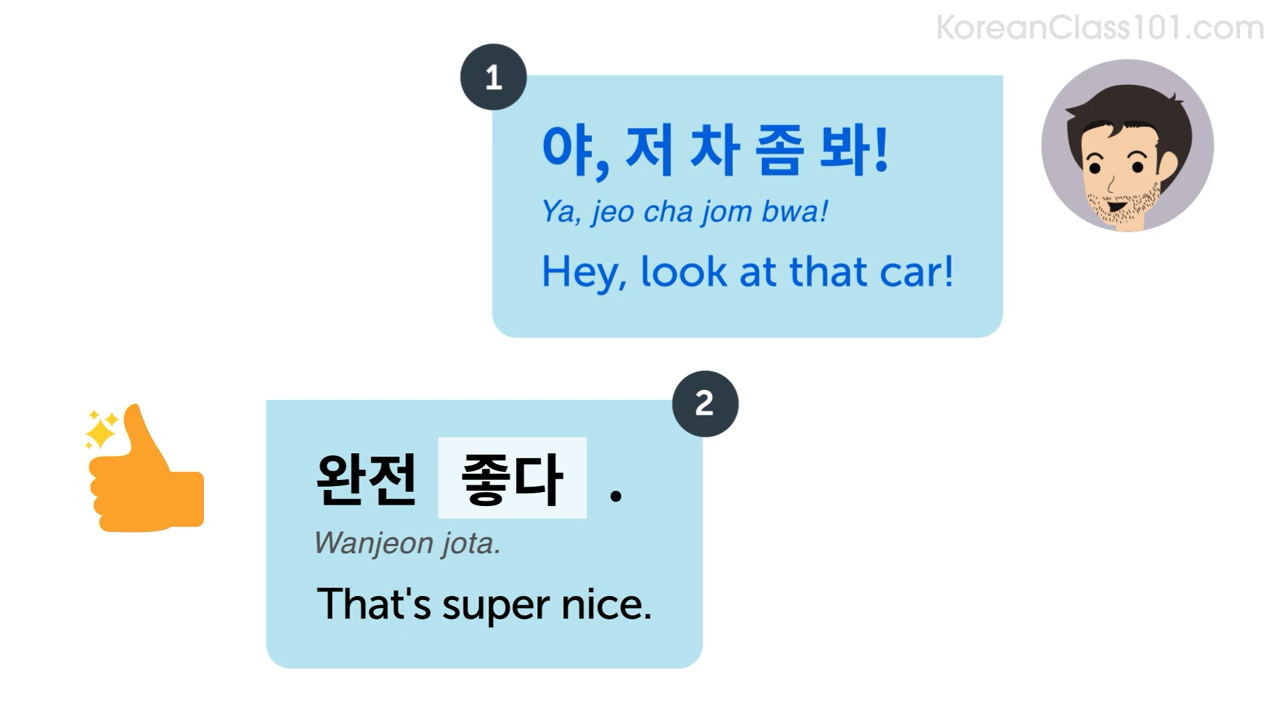 KoreanClass101.com
1
야, 저 차 좀 봐!
Ya, jeo cha jom bwa!
Hey, look at that car!
2
완전 좋다 .
Wanjeon jota.
That's super nice.